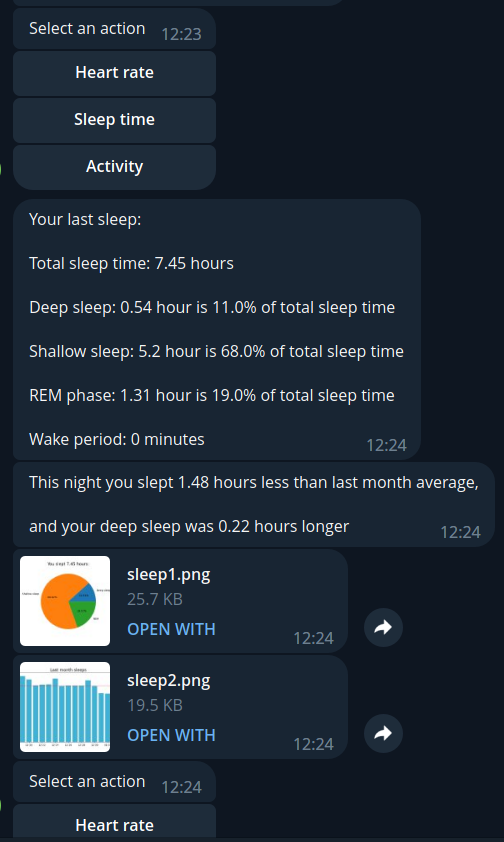 Select an action 12:23
Heart rate
Sleep time
Activity
Your last sleep:
Total sleep time: 7.45 hours
Deep sleep: 0.54 hour is 11.0% of total sleep time
Shallow sleep: 5.2 hour is 68.0% of total sleep time
REM phase: 1.31 hour is 19.0% of total sleep time
Wake period: 0 minutes 12:24
This night you slept 1.48 hours less than last month average,
and your deep sleep was 0.22 hours longer 12:24
You slept 7.45 hours
sleep1.png
25.7 KB
OPEN WITH 12:24
Last month sleeps
sleep2.png
19.5 KB
OPEN WITH 12:24
Select an action 12:24
Heart rate